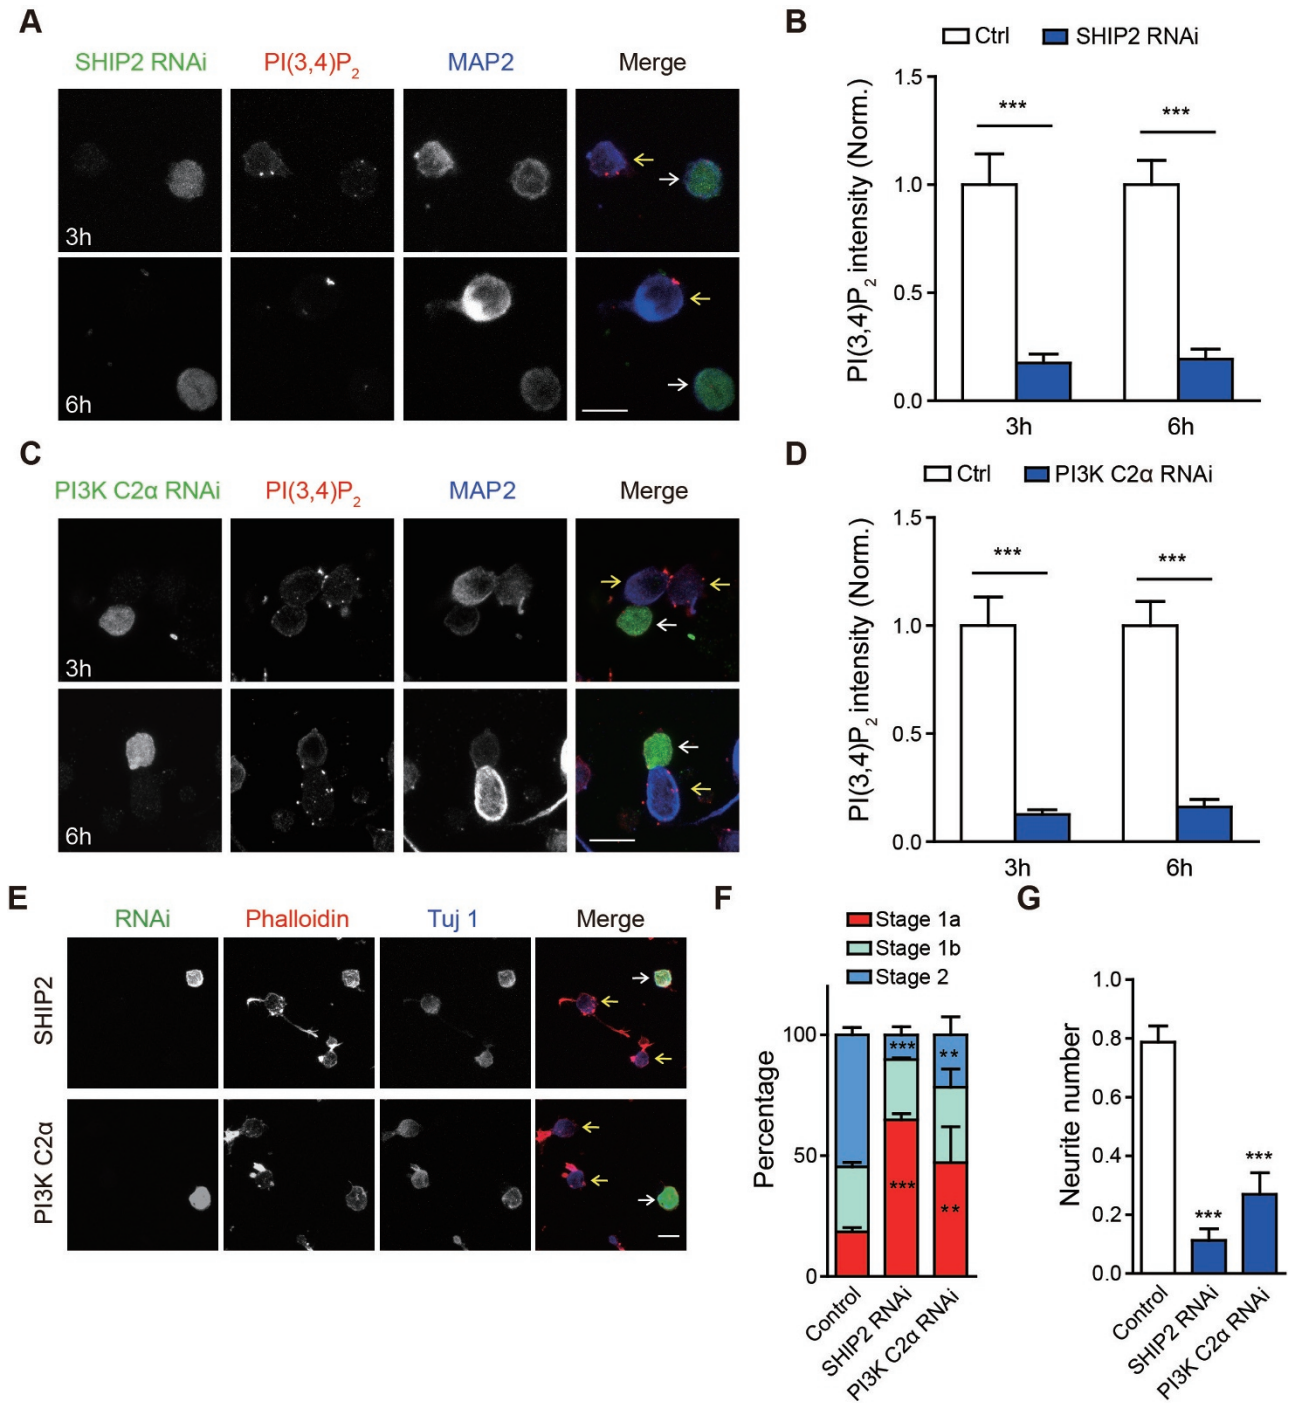 A
SHIP2 RNAi PI(3,4)P2 MAP2 Merge
3h
6h
B
Ctrl SHIP2 RNAi
PI(3,4)P2 intensity (Norm.)
1.5
1.0
0.5
0.0
*** ***
3h 6h
C
PI3K C2α RNAi PI(3,4)P2 MAP2 Merge
3h
6h
D
Ctrl PI3K C2α RNAi
PI(3,4)P2 intensity (Norm.)
1.5
1.0
0.5
0.0
*** ***
3h 6h
E
RNAi Phalloidin Tuj 1 Merge
SHIP2
PI3K C2α
F
Stage 1a
Stage 1b
Stage 2
Percentage
100
50
0
*** **
*** **
Control
SHIP2 RNAi
PI3K C2α RNAi
G
Neurite number
1.0
0.8
0.6
0.4
0.2
0.0
*** ***
Control
SHIP2 RNAi
PI3K C2α RNAi